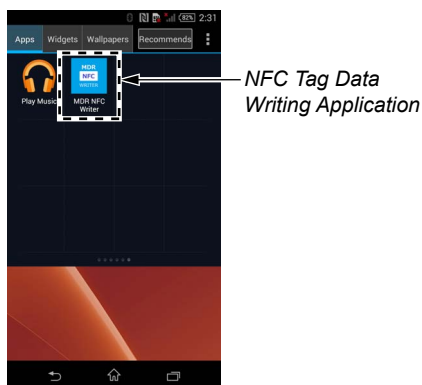 82% 2:31
Apps Widgets Wallpapers Recommends
MDR
NFC
WRITER
Play Music MDR NFC
Writer
NFC Tag Data
Writing Application